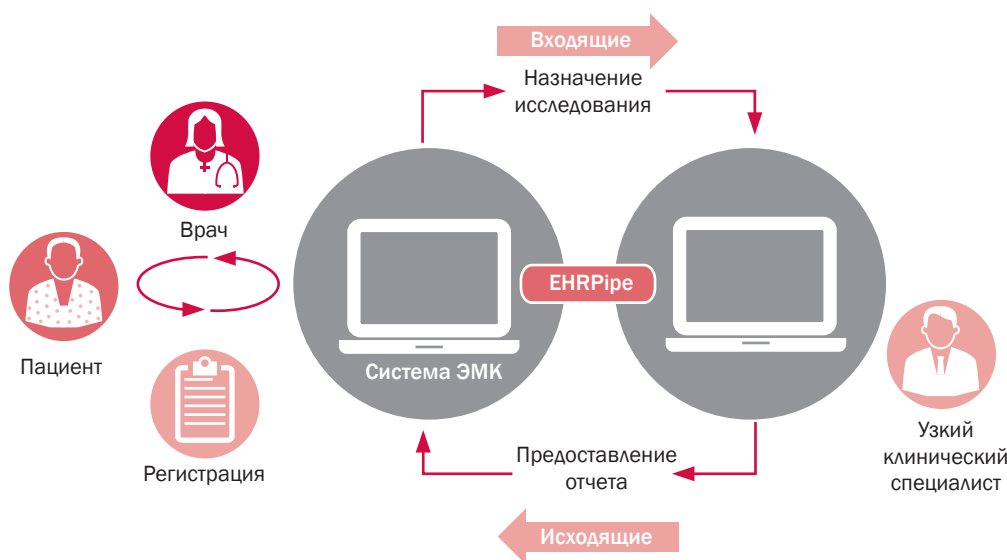 Входящие
Назначение
исследования
Врач
EHRPipe
Пациент
Система ЭМК
Регистрация
Узкий
клинический
специалист
Предоставление
отчета
Исходящие